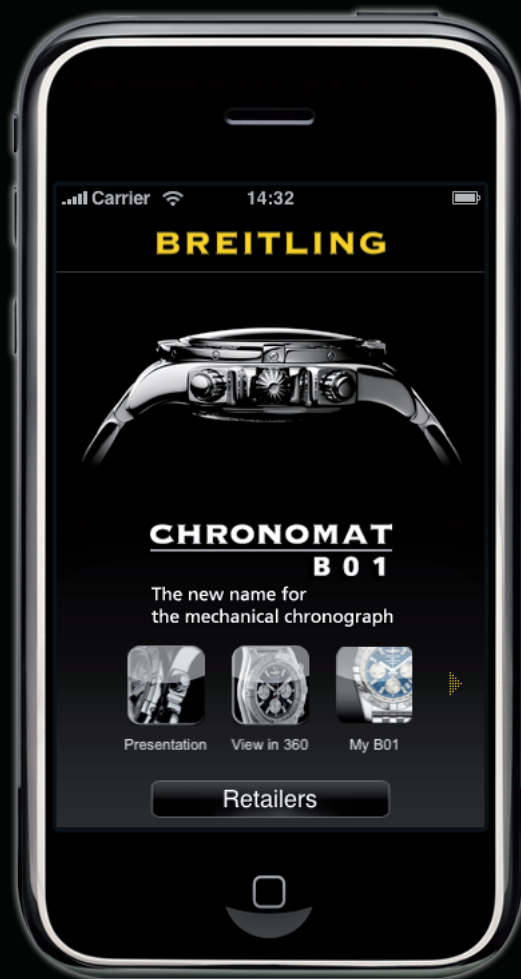 Carrier 14:32
BREITLING
CHRONOMAT
B01
The new name for
the mechanical chronograph
Presentation View in 360 My B01
Retailers